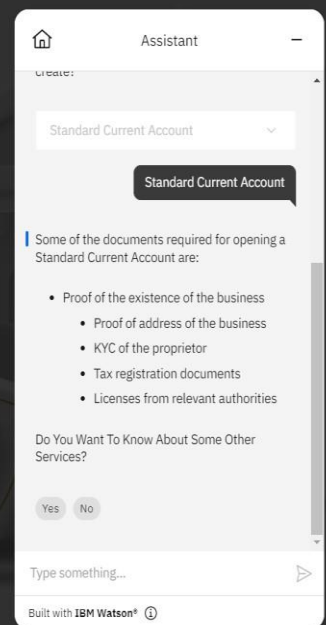 Assistant
create?
Standard Current Account
Standard Current Account
Some of the documents required for opening a
Standard Current Account are:
• Proof of the existence of the business
• Proof of address of the business
• KYC of the proprietor
• Tax registration documents
• Licenses from relevant authorities
Do You Want To Know About Some Other
Services?
Yes No
Type something...
Built with IBM Watson®